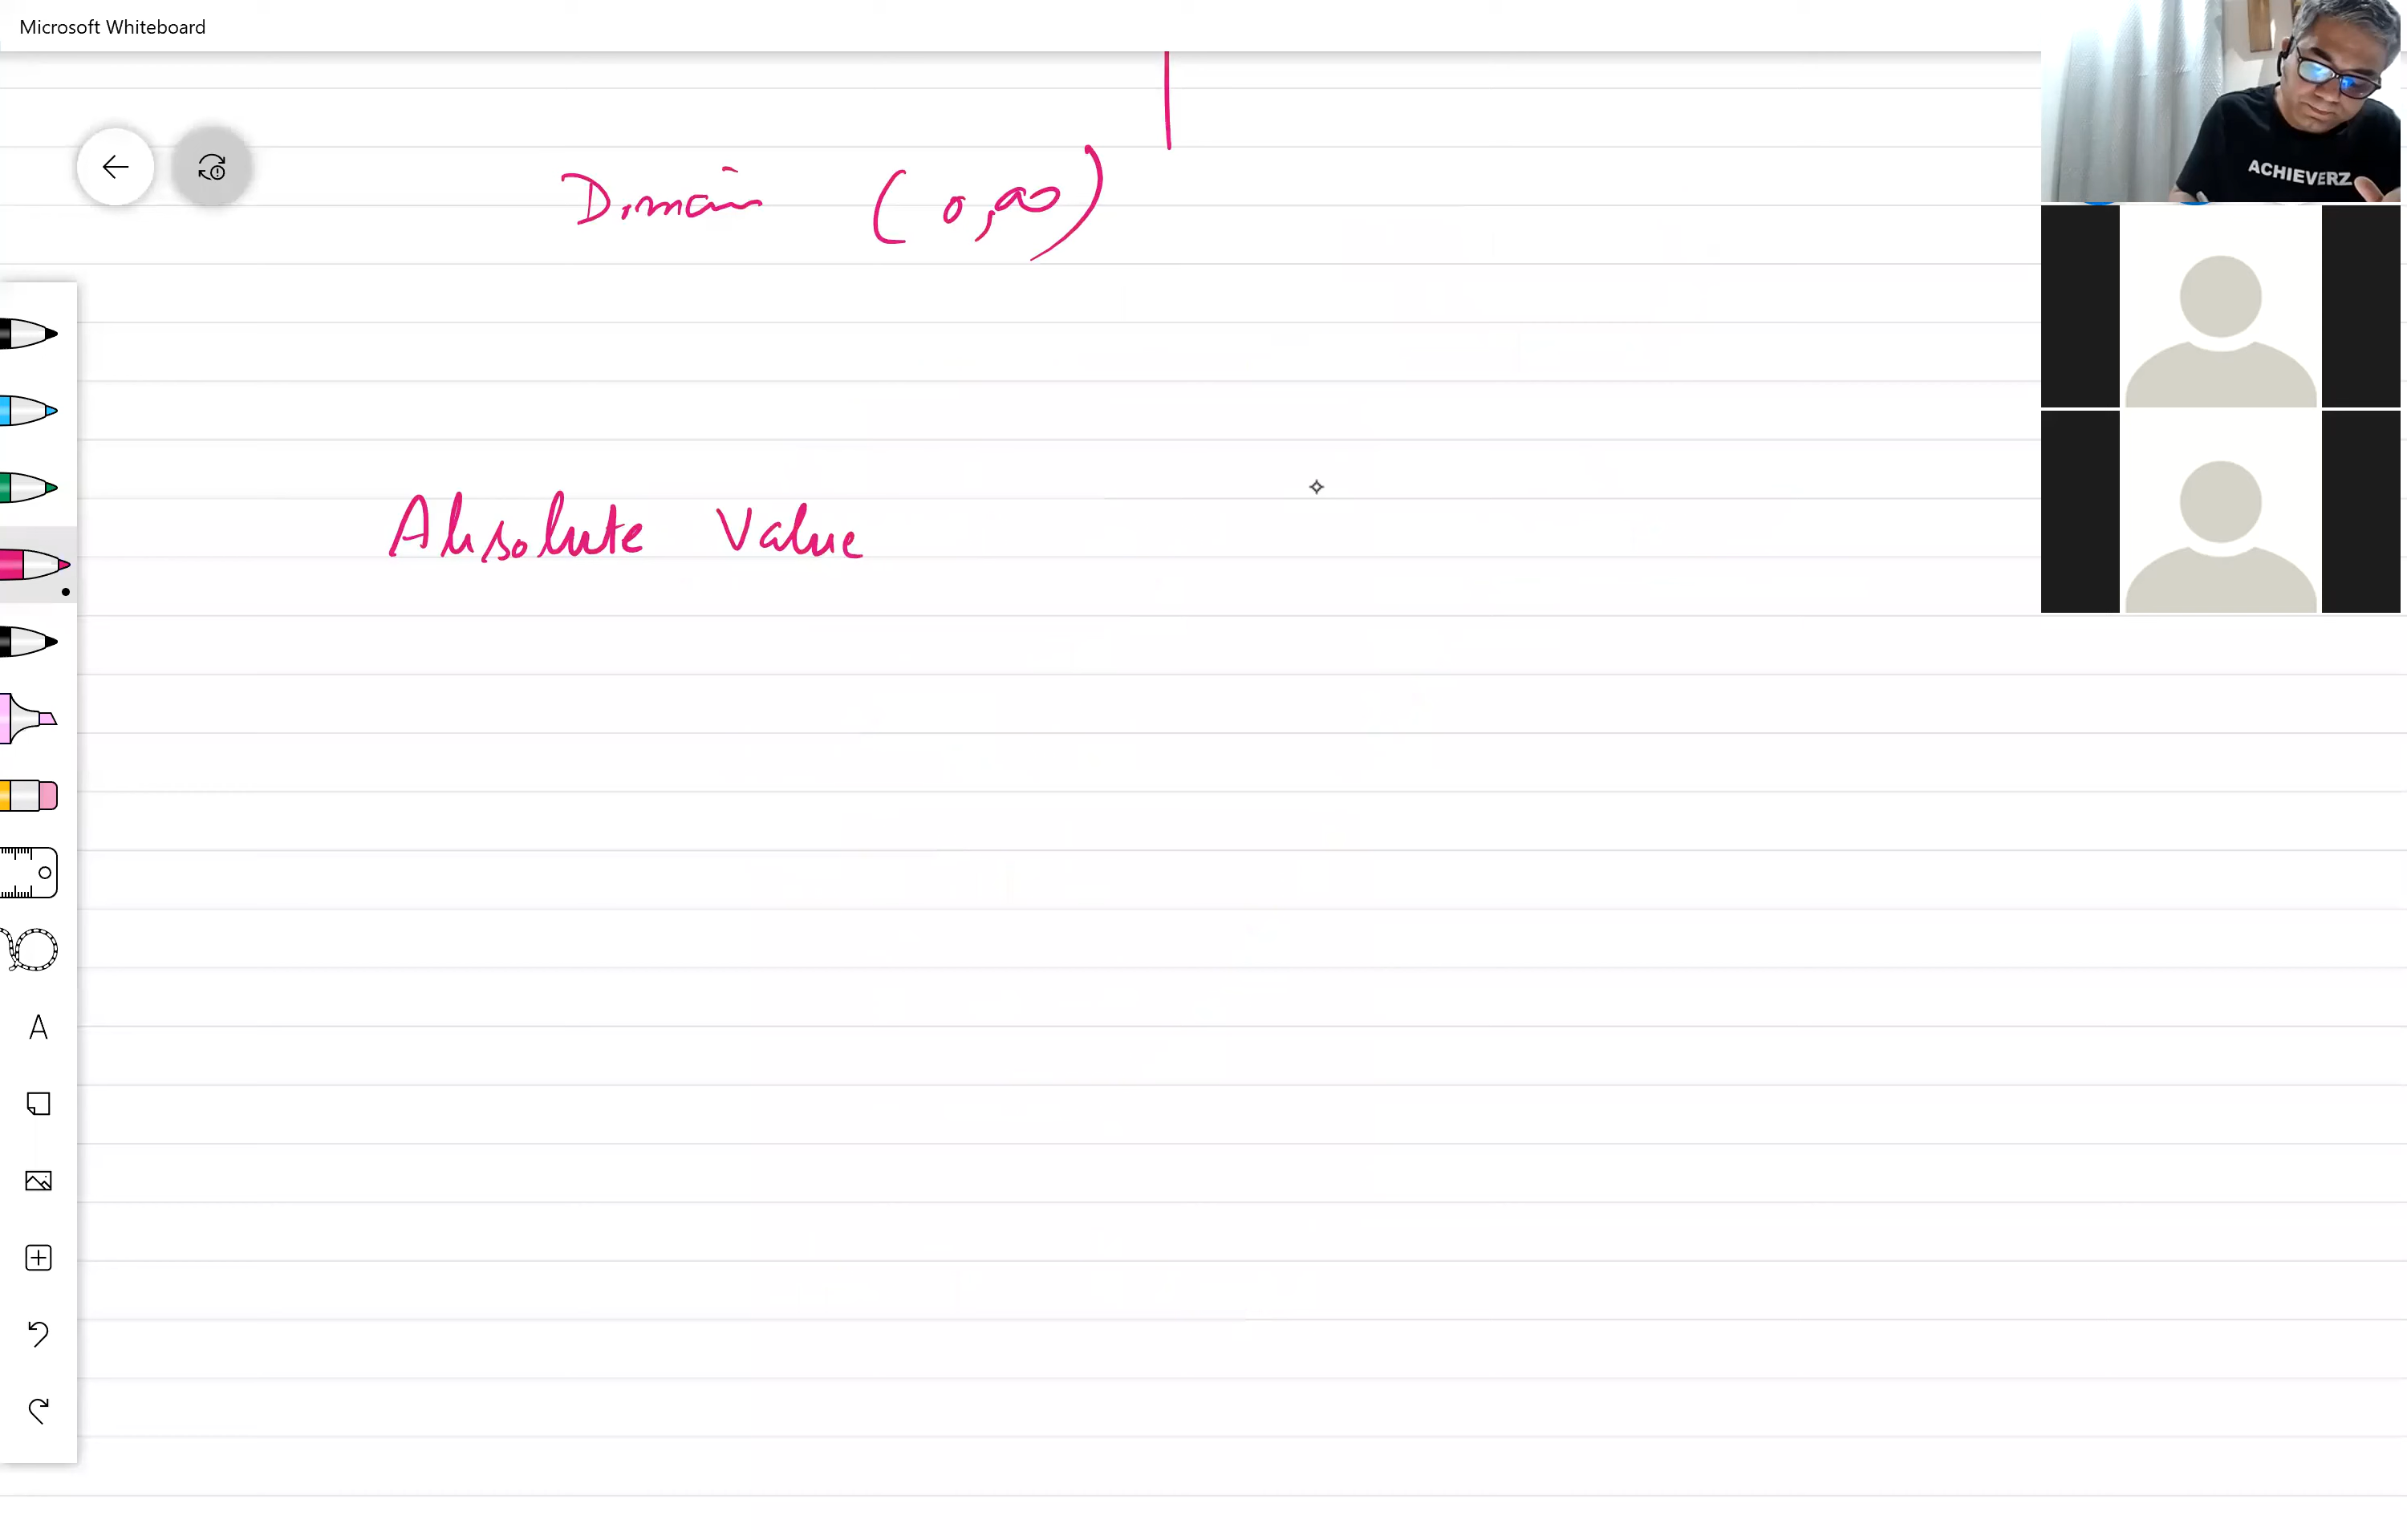 Microsoft Whiteboard
Domain (0,∞)
ACHIEVERZ
Absolute Value
A